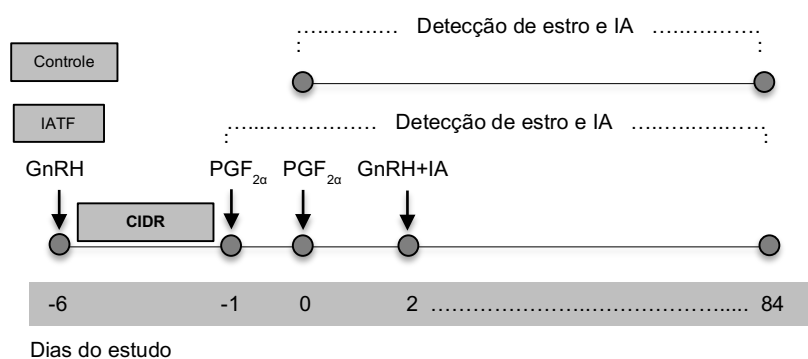 …..…….… Detecção de estro e IA …..…..…….
Controle
IATF
…...…………… Detecção de estro e IA …..…..….……
GnRH PGF2α PGF2α GnRH+IA
CIDR
-6 -1 0 2 …………………..………………..... 84
Dias do estudo